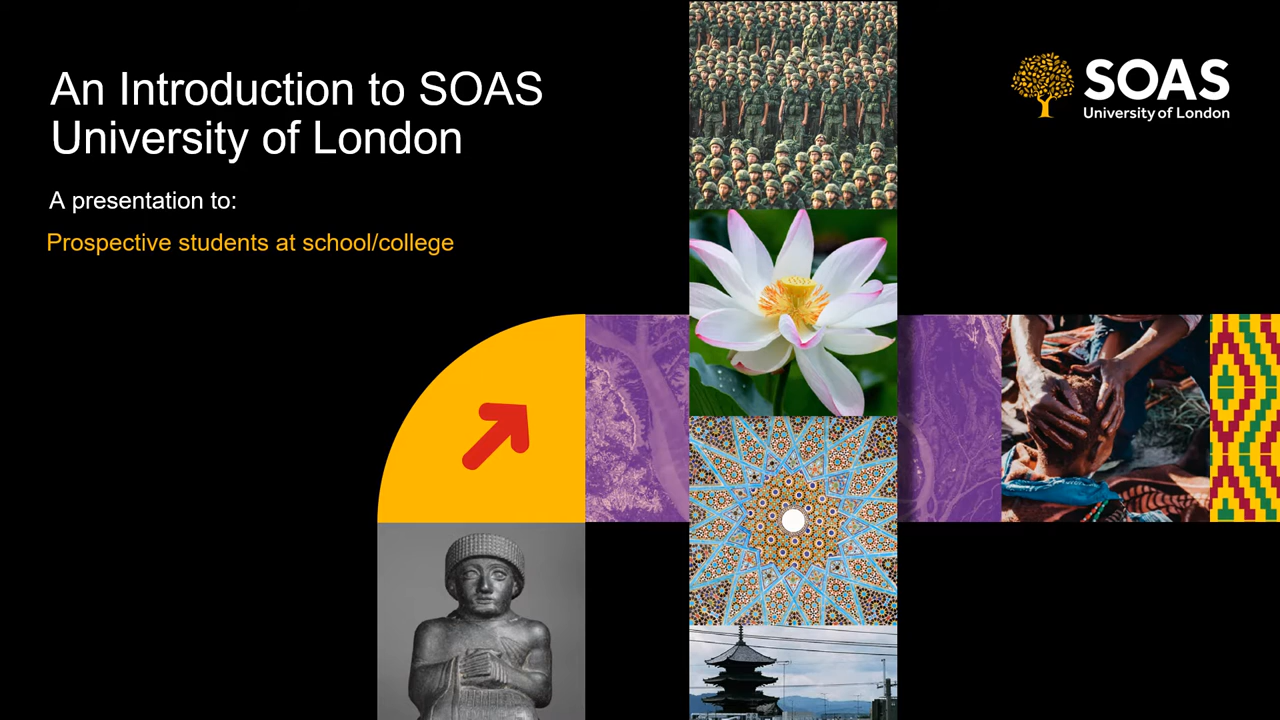 An Introduction to SOAS
University of London
A presentation to:
Prospective students at school/college
SOAS
University of London